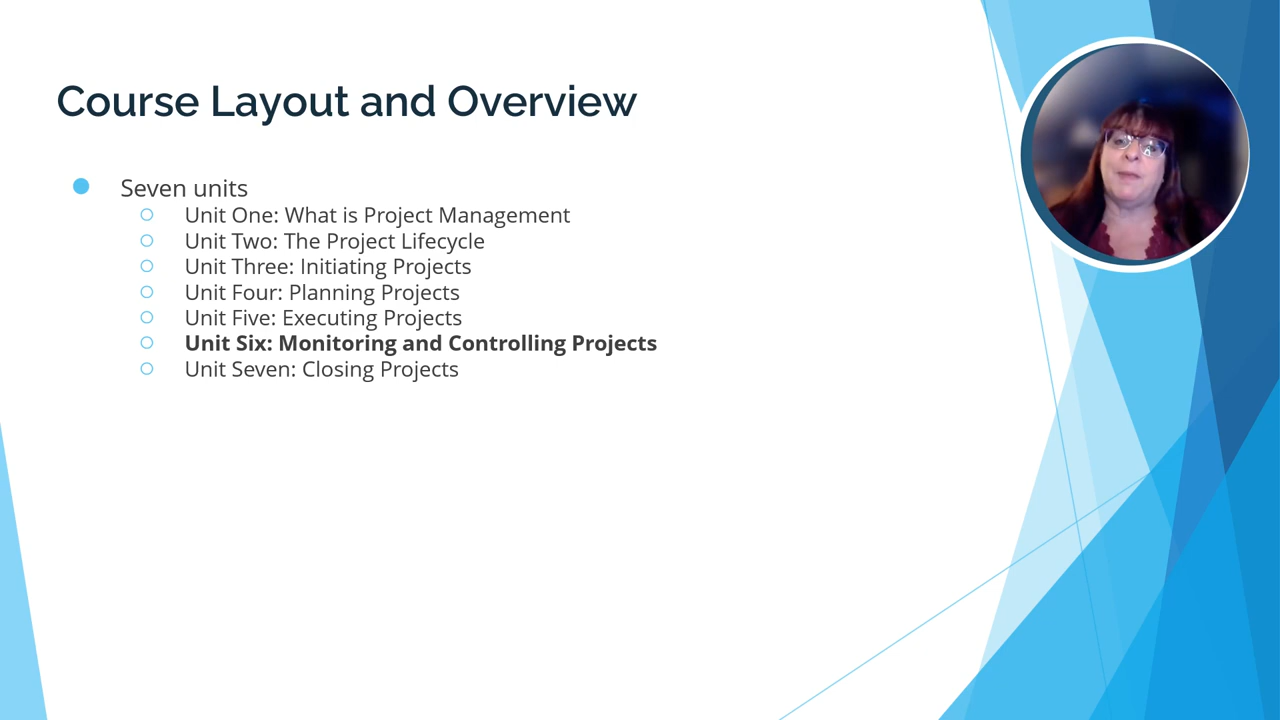 Course Layout and Overview
Seven units
Unit One: What is Project Management
Unit Two: The Project Lifecycle
Unit Three: Initiating Projects
Unit Four: Planning Projects
Unit Five: Executing Projects
Unit Six: Monitoring and Controlling Projects
Unit Seven: Closing Projects